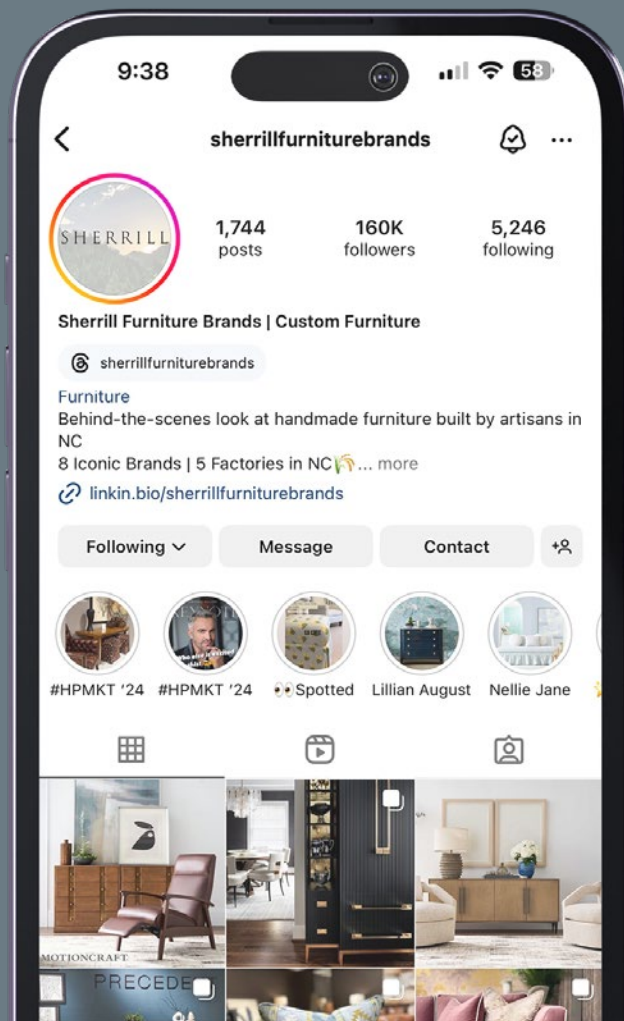 9:38
58
sherrillfurniturebrands
SHERRILL
1,744
posts
160K
followers
5,246
following
Sherrill Furniture Brands | Custom Furniture
sherrillfurniturebrands
Furniture
Behind-the-scenes look at handmade furniture built by artisans in
NC
8 Iconic Brands | 5 Factories in NC🌾... more
linkin.bio/sherrillfurniturebrands
Following
Message
Contact
#HPMKT '24
#HPMKT '24
👀Spotted
Lillian August
Nellie Jane
MOTIONCRAFT
PRECEDE